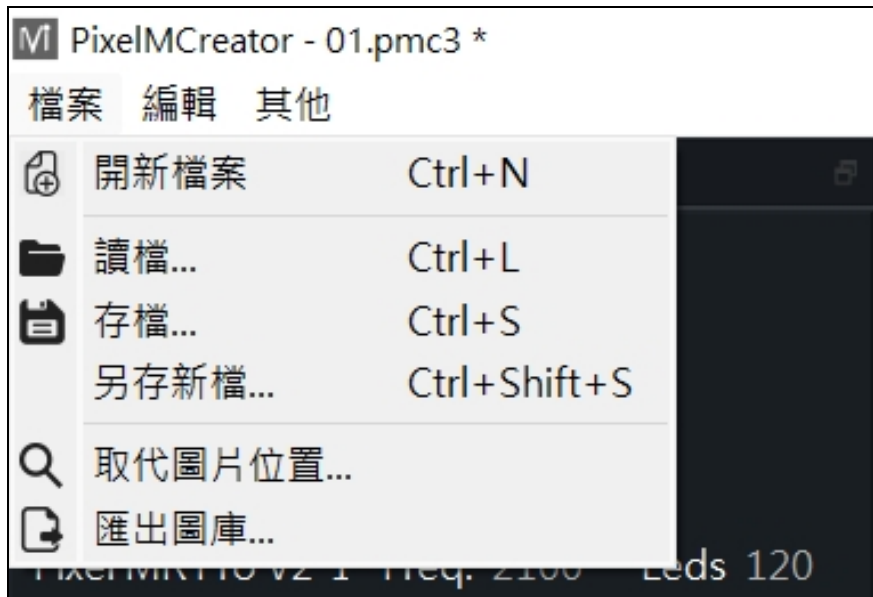 PixelMCreator - 01.pmc3 *
檔案 編輯 其他
開新檔案 Ctrl+N
讀檔... Ctrl+L
存檔... Ctrl+S
另存新檔... Ctrl+Shift+S
取代圖片位置...
匯出圖庫...
Leds 120